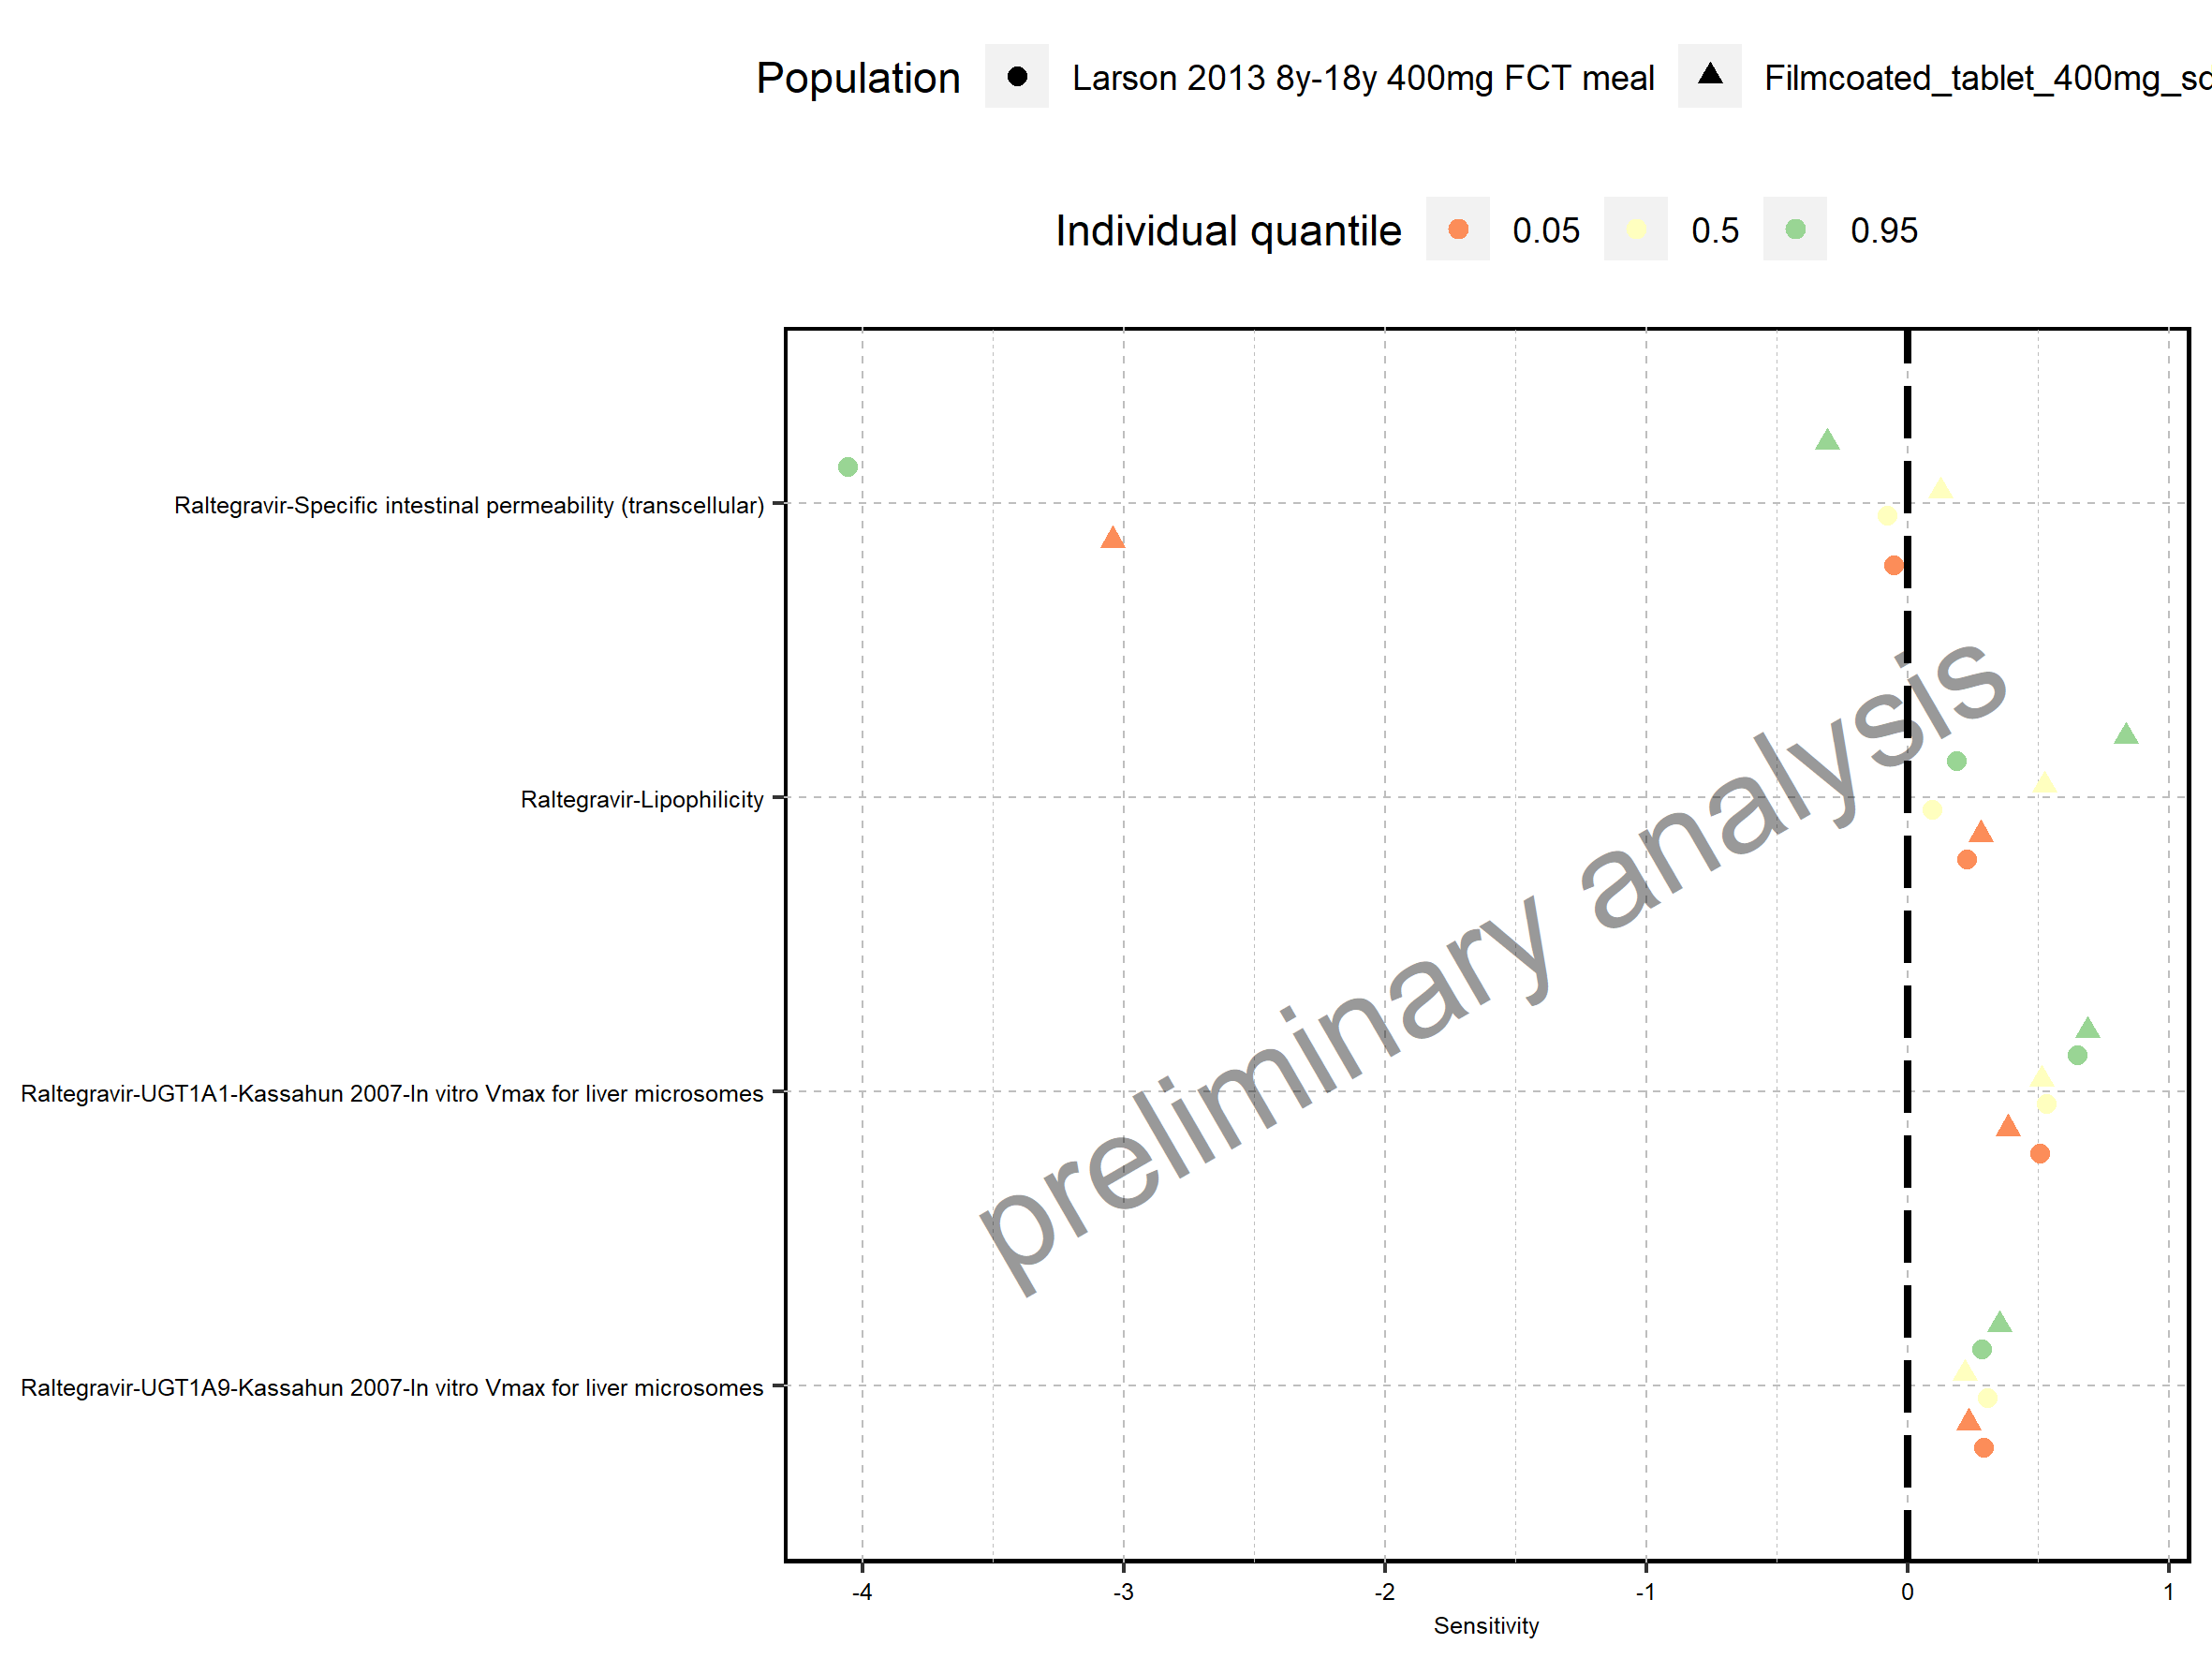 Population Larson 2013 8y-18y 400mg FCT meal Filmcoated_tablet_400mg_sd
Individual quantile 0.05 0.5 0.95
Raltegravir-Specific intestinal permeability (transcellular)
Raltegravir-Lipophilicity
Raltegravir-UGT1A1-Kassahun 2007-In vitro Vmax for liver microsomes
Raltegravir-UGT1A9-Kassahun 2007-In vitro Vmax for liver microsomes
preliminary analysis
-4 -3 -2 -1 0 1
Sensitivity